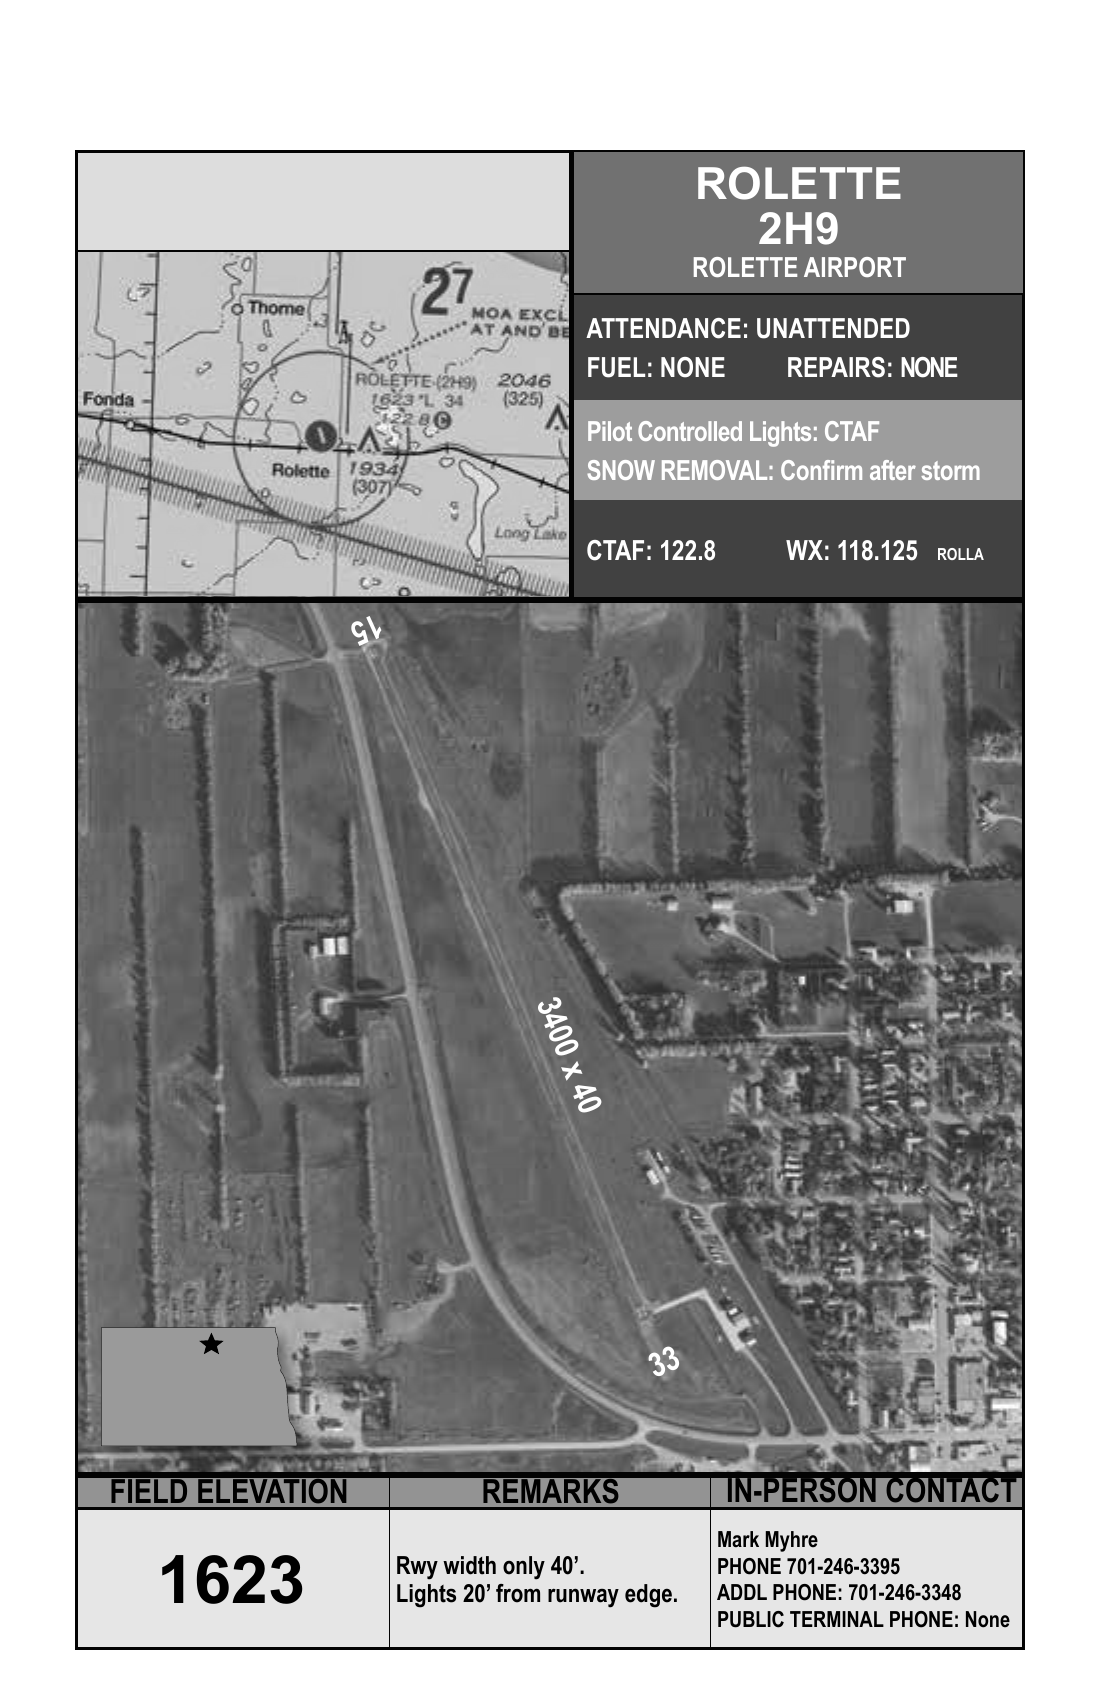 ROLETTE
2H9
ROLETTE AIRPORT
27
MOA EXCL
AT AND BE
Thorne
ROLETTE (2H9)
1623 *L 34
122.8 C
2046
(325)
Fonda
Rolette
1934
(307)
Long Lake
ATTENDANCE: UNATTENDED
FUEL: NONE REPAIRS: NONE
Pilot Controlled Lights: CTAF
SNOW REMOVAL: Confirm after storm
CTAF: 122.8 WX: 118.125 ROLLA
15
3400 x 40
33
FIELD ELEVATION
1623
REMARKS
Rwy width only 40’.
Lights 20’ from runway edge.
IN-PERSON CONTACT
Mark Myhre
PHONE 701-246-3395
ADDL PHONE: 701-246-3348
PUBLIC TERMINAL PHONE: None